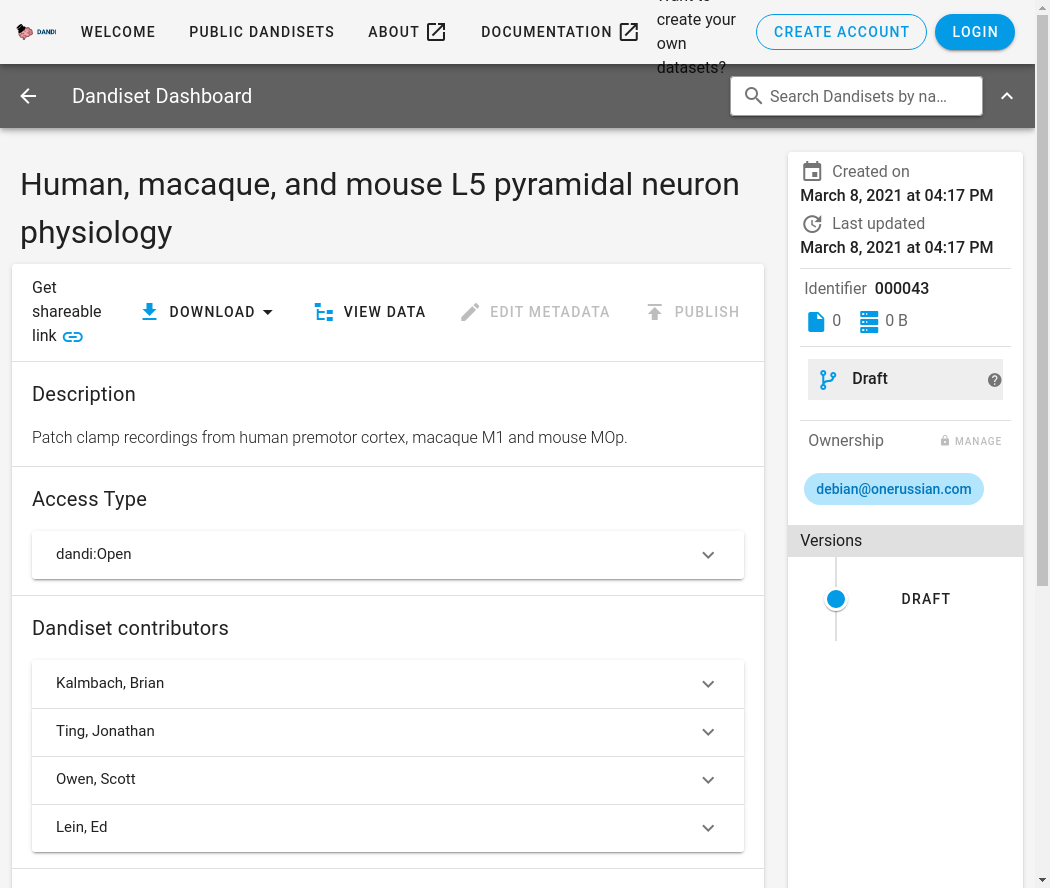 DANDI
WELCOME
PUBLIC DANDISETS
ABOUT
DOCUMENTATION
Want to
create your
own
datasets?
CREATE ACCOUNT
LOGIN
Dandiset Dashboard
Search Dandisets by na…
Human, macaque, and mouse L5 pyramidal neuron
physiology
Get
shareable
link
DOWNLOAD
VIEW DATA
EDIT METADATA
PUBLISH
Description
Patch clamp recordings from human premotor cortex, macaque M1 and mouse MOp.
Access Type
dandi:Open
Dandiset contributors
Kalmbach, Brian
Ting, Jonathan
Owen, Scott
Lein, Ed
Created on
March 8, 2021 at 04:17 PM
Last updated
March 8, 2021 at 04:17 PM
Identifier 000043
0 0 B
Draft
Ownership
MANAGE
debian@onerussian.com
Versions
DRAFT